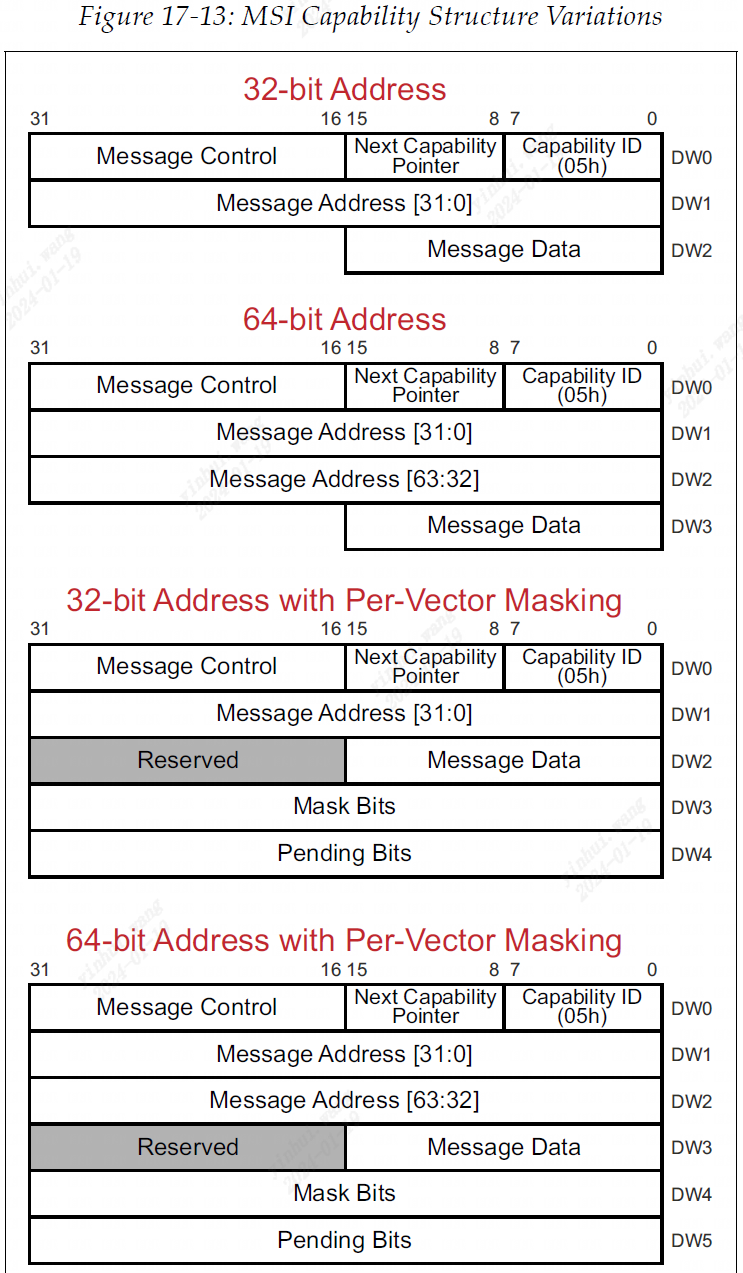 Figure 17-13: MSI Capability Structure Variations
32-bit Address
31 16 15 8 7 0
Message Control Next Capability Pointer Capability ID (05h) DW0
Message Address [31:0] DW1
Message Data DW2
64-bit Address
31 16 15 8 7 0
Message Control Next Capability Pointer Capability ID (05h) DW0
Message Address [31:0] DW1
Message Address [63:32] DW2
Message Data DW3
32-bit Address with Per-Vector Masking
31 16 15 8 7 0
Message Control Next Capability Pointer Capability ID (05h) DW0
Message Address [31:0] DW1
Reserved Message Data DW2
Mask Bits DW3
Pending Bits DW4
64-bit Address with Per-Vector Masking
31 16 15 8 7 0
Message Control Next Capability Pointer Capability ID (05h) DW0
Message Address [31:0] DW1
Message Address [63:32] DW2
Reserved Message Data DW3
Mask Bits DW4
Pending Bits DW5